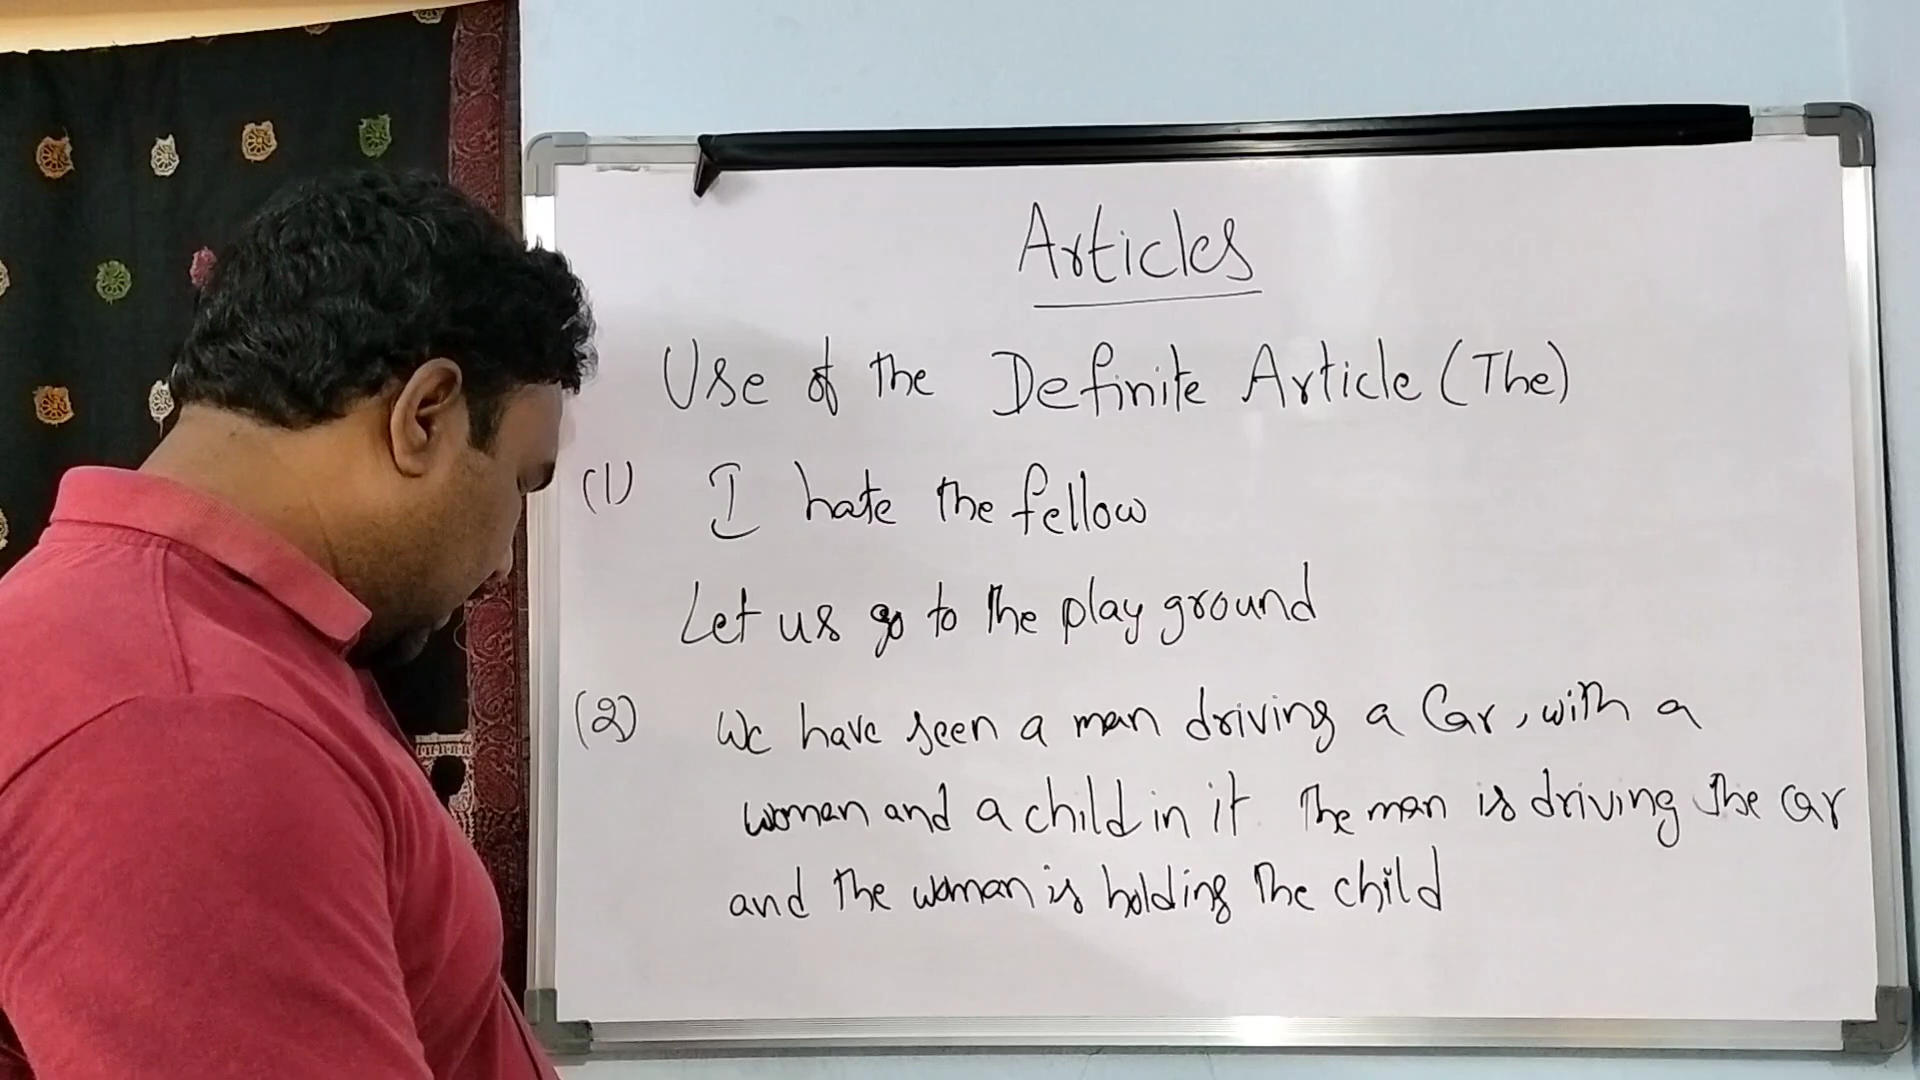 Articles
Use of the Definite Article (The)
(1) I hate the fellow
Let us go to the play ground
(2) We have seen a man driving a Car, with a
woman and a child in it. The man is driving the car
and the woman is holding the child